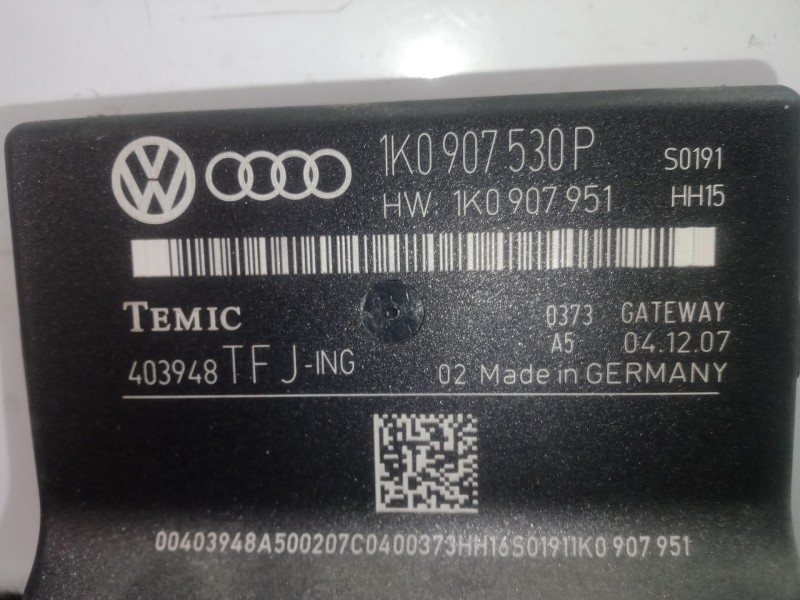 1K0 907 530 P S0191
HW. 1K0 907 951 HH15
TEMIC 0373 GATEWAY
A5 04.12.07
403948 TFJ-ING 02 Made in GERMANY
00403948A500207C0400373HH16S01911K0 907 951